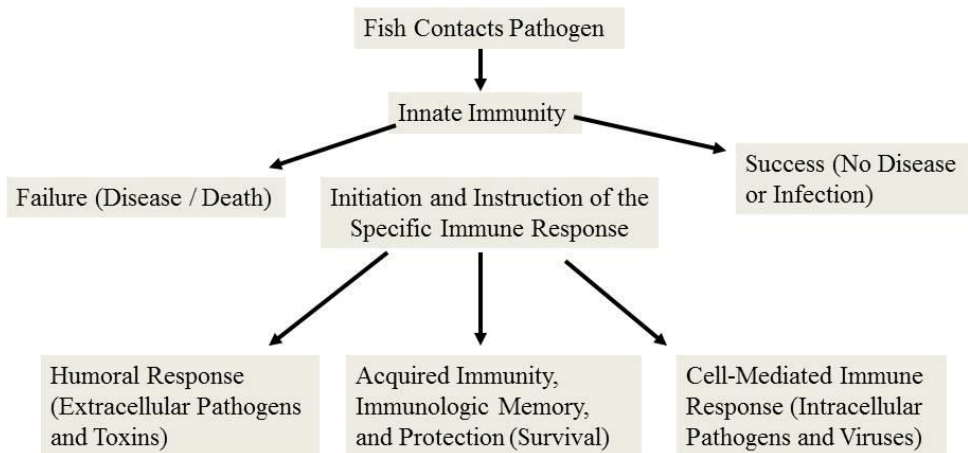 Fish Contacts Pathogen
Innate Immunity
Failure (Disease / Death)
Success (No Disease
or Infection)
Initiation and Instruction of the
Specific Immune Response
Humoral Response
(Extracellular Pathogens
and Toxins)
Acquired Immunity,
Immunologic Memory,
and Protection (Survival)
Cell-Mediated Immune
Response (Intracellular
Pathogens and Viruses)